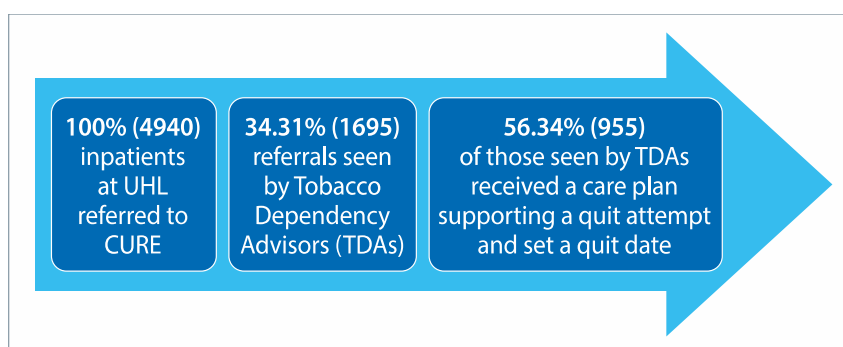 100% (4940)
inpatients
at UHL
referred to
CURE
34.31% (1695)
referrals seen
by Tobacco
Dependency
Advisors (TDAs)
56.34% (955)
of those seen by TDAs
received a care plan
supporting a quit attempt
and set a quit date